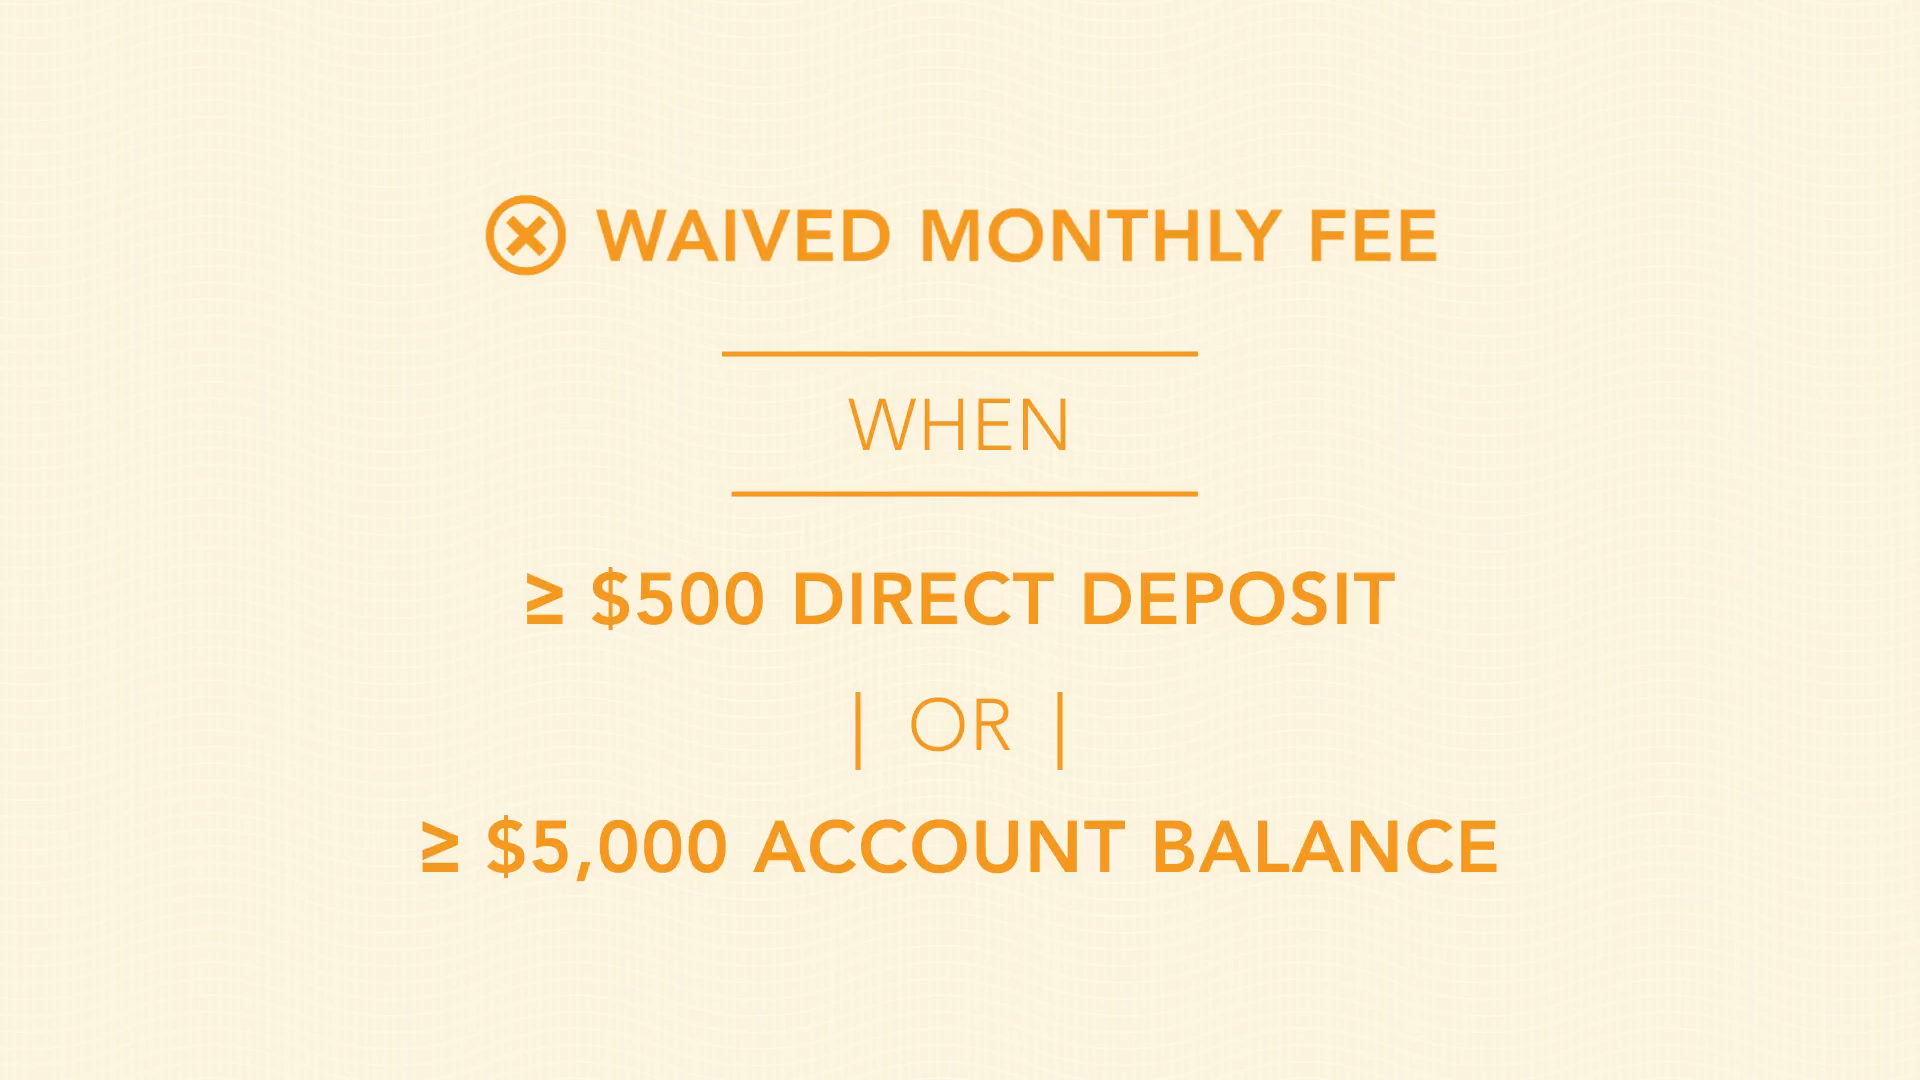 WAIVED MONTHLY FEE
WHEN
≥ $500 DIRECT DEPOSIT
| OR |
≥ $5,000 ACCOUNT BALANCE